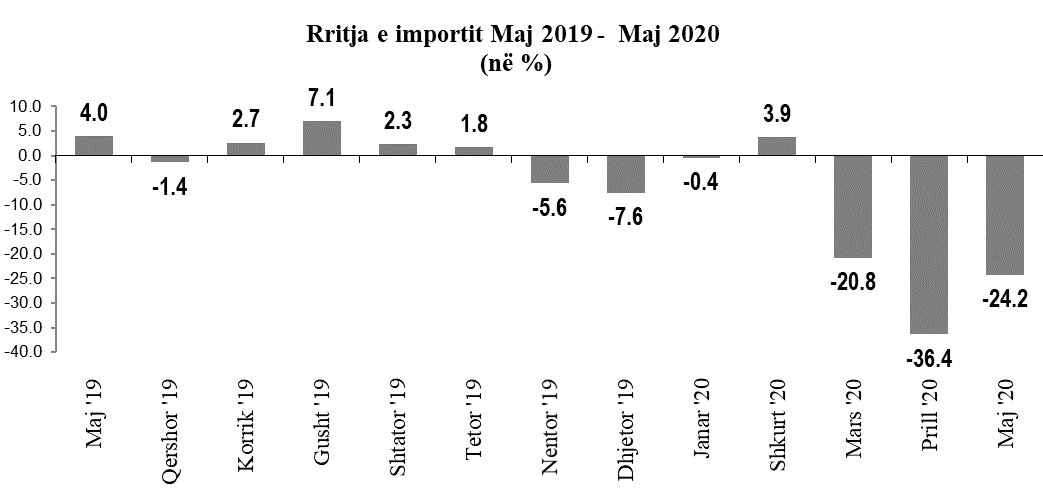 Rritja e importit Maj 2019 - Maj 2020
(në %)
10.0
5.0
0.0
-5.0
-10.0
-15.0
-20.0
-25.0
-30.0
-35.0
-40.0
4.0
-1.4
2.7
7.1
2.3
1.8
-5.6
-7.6
-0.4
3.9
-20.8
-36.4
-24.2
Maj '19
Qershor '19
Korrik '19
Gusht '19
Shtator '19
Tetor '19
Nentor '19
Dhjetor '19
Janar '20
Shkurt '20
Mars '20
Prill '20
Maj '20